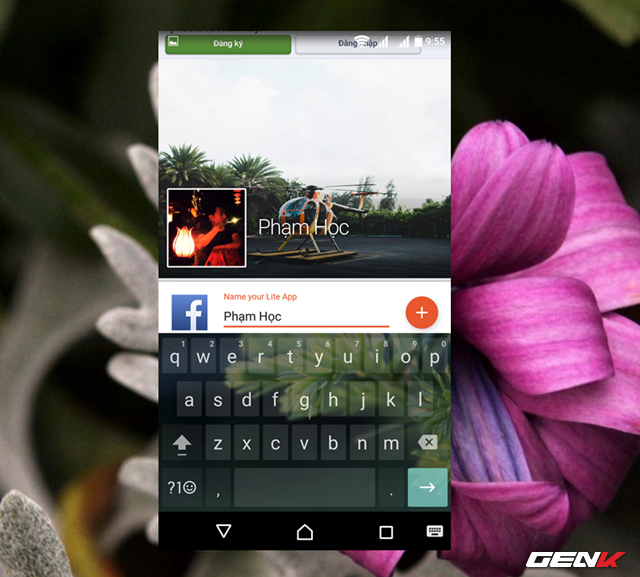 Đăng ký
Đăng nhập
9:55
Phạm Học
Name your Lite App
Phạm Học
+
1 2 3 4 5 6 7 8 9 0
q w e r t y u i o p
a s d f g h j k l
z x c v b n m
?1☺ , . →
GENK